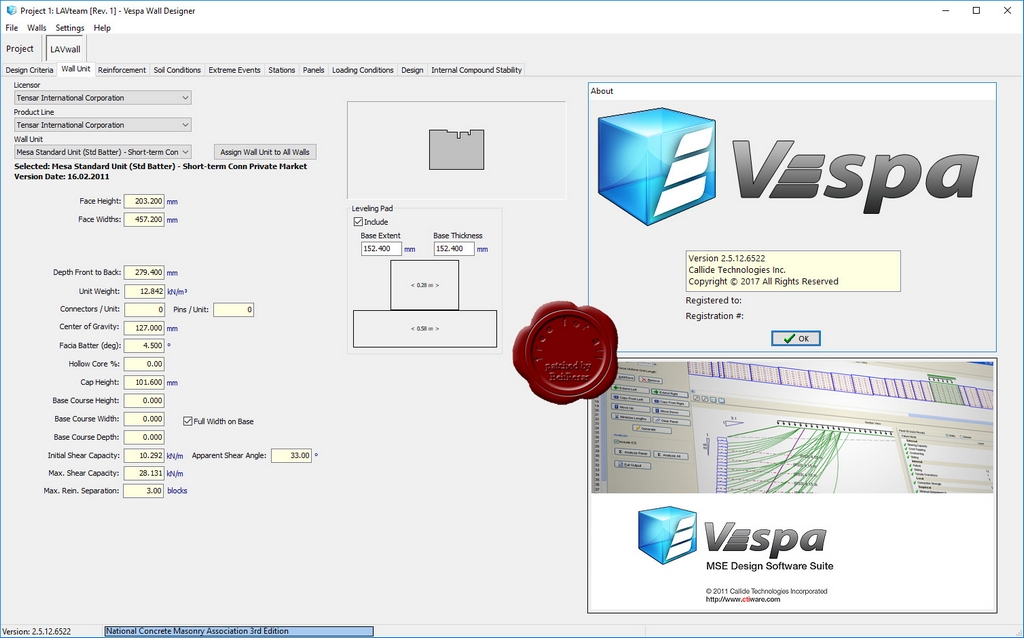 Project 1: LAVteam [Rev. 1] - Vespa Wall Designer
File Walls Settings Help
Project LAVwall
Design Criteria Wall Unit Reinforcement Soil Conditions Extreme Events Stations Panels Loading Conditions Design Internal Compound Stability
Licensor
Tensar International Corporation
Product Line
Tensar International Corporation
Wall Unit
Mesa Standard Unit (Std Batter) - Short-term Con Assign Wall Unit to All Walls
Selected: Mesa Standard Unit (Std Batter) - Short-term Conn Private Market
Version Date: 16.02.2011
Face Height: 203.200 mm
Face Widths: 457.200 mm
Depth Front to Back: 279.400 mm
Unit Weight: 12.842 kN/m³
Connectors / Unit: 0 Pins / Unit: 0
Center of Gravity: 127.000 mm
Facia Batter (deg): 4.500 °
Hollow Core %: 0.00
Cap Height: 101.600 mm
Base Course Height: 0.000
Base Course Width: 0.000 Full Width on Base
Base Course Depth: 0.000
Initial Shear Capacity: 10.292 kN/m Apparent Shear Angle: 33.00 °
Max. Shear Capacity: 28.131 kN/m
Max. Rein. Separation: 3.00 blocks
Leveling Pad
Include
Base Extent Base Thickness
152.400 mm 152.400 mm
< 0.28 m >
< 0.58 m >
patched by
About
Vespa
Version 2.5.12.6522
Callide Technologies Inc.
Copyright © 2017 All Rights Reserved
Registered to:
Registration #:
OK
Vespa
MSE Design Software Suite
© 2011 Callide Technologies Incorporated
http://www.ctiware.com
Version: 2.5.12.6522 National Concrete Masonry Association 3rd Edition